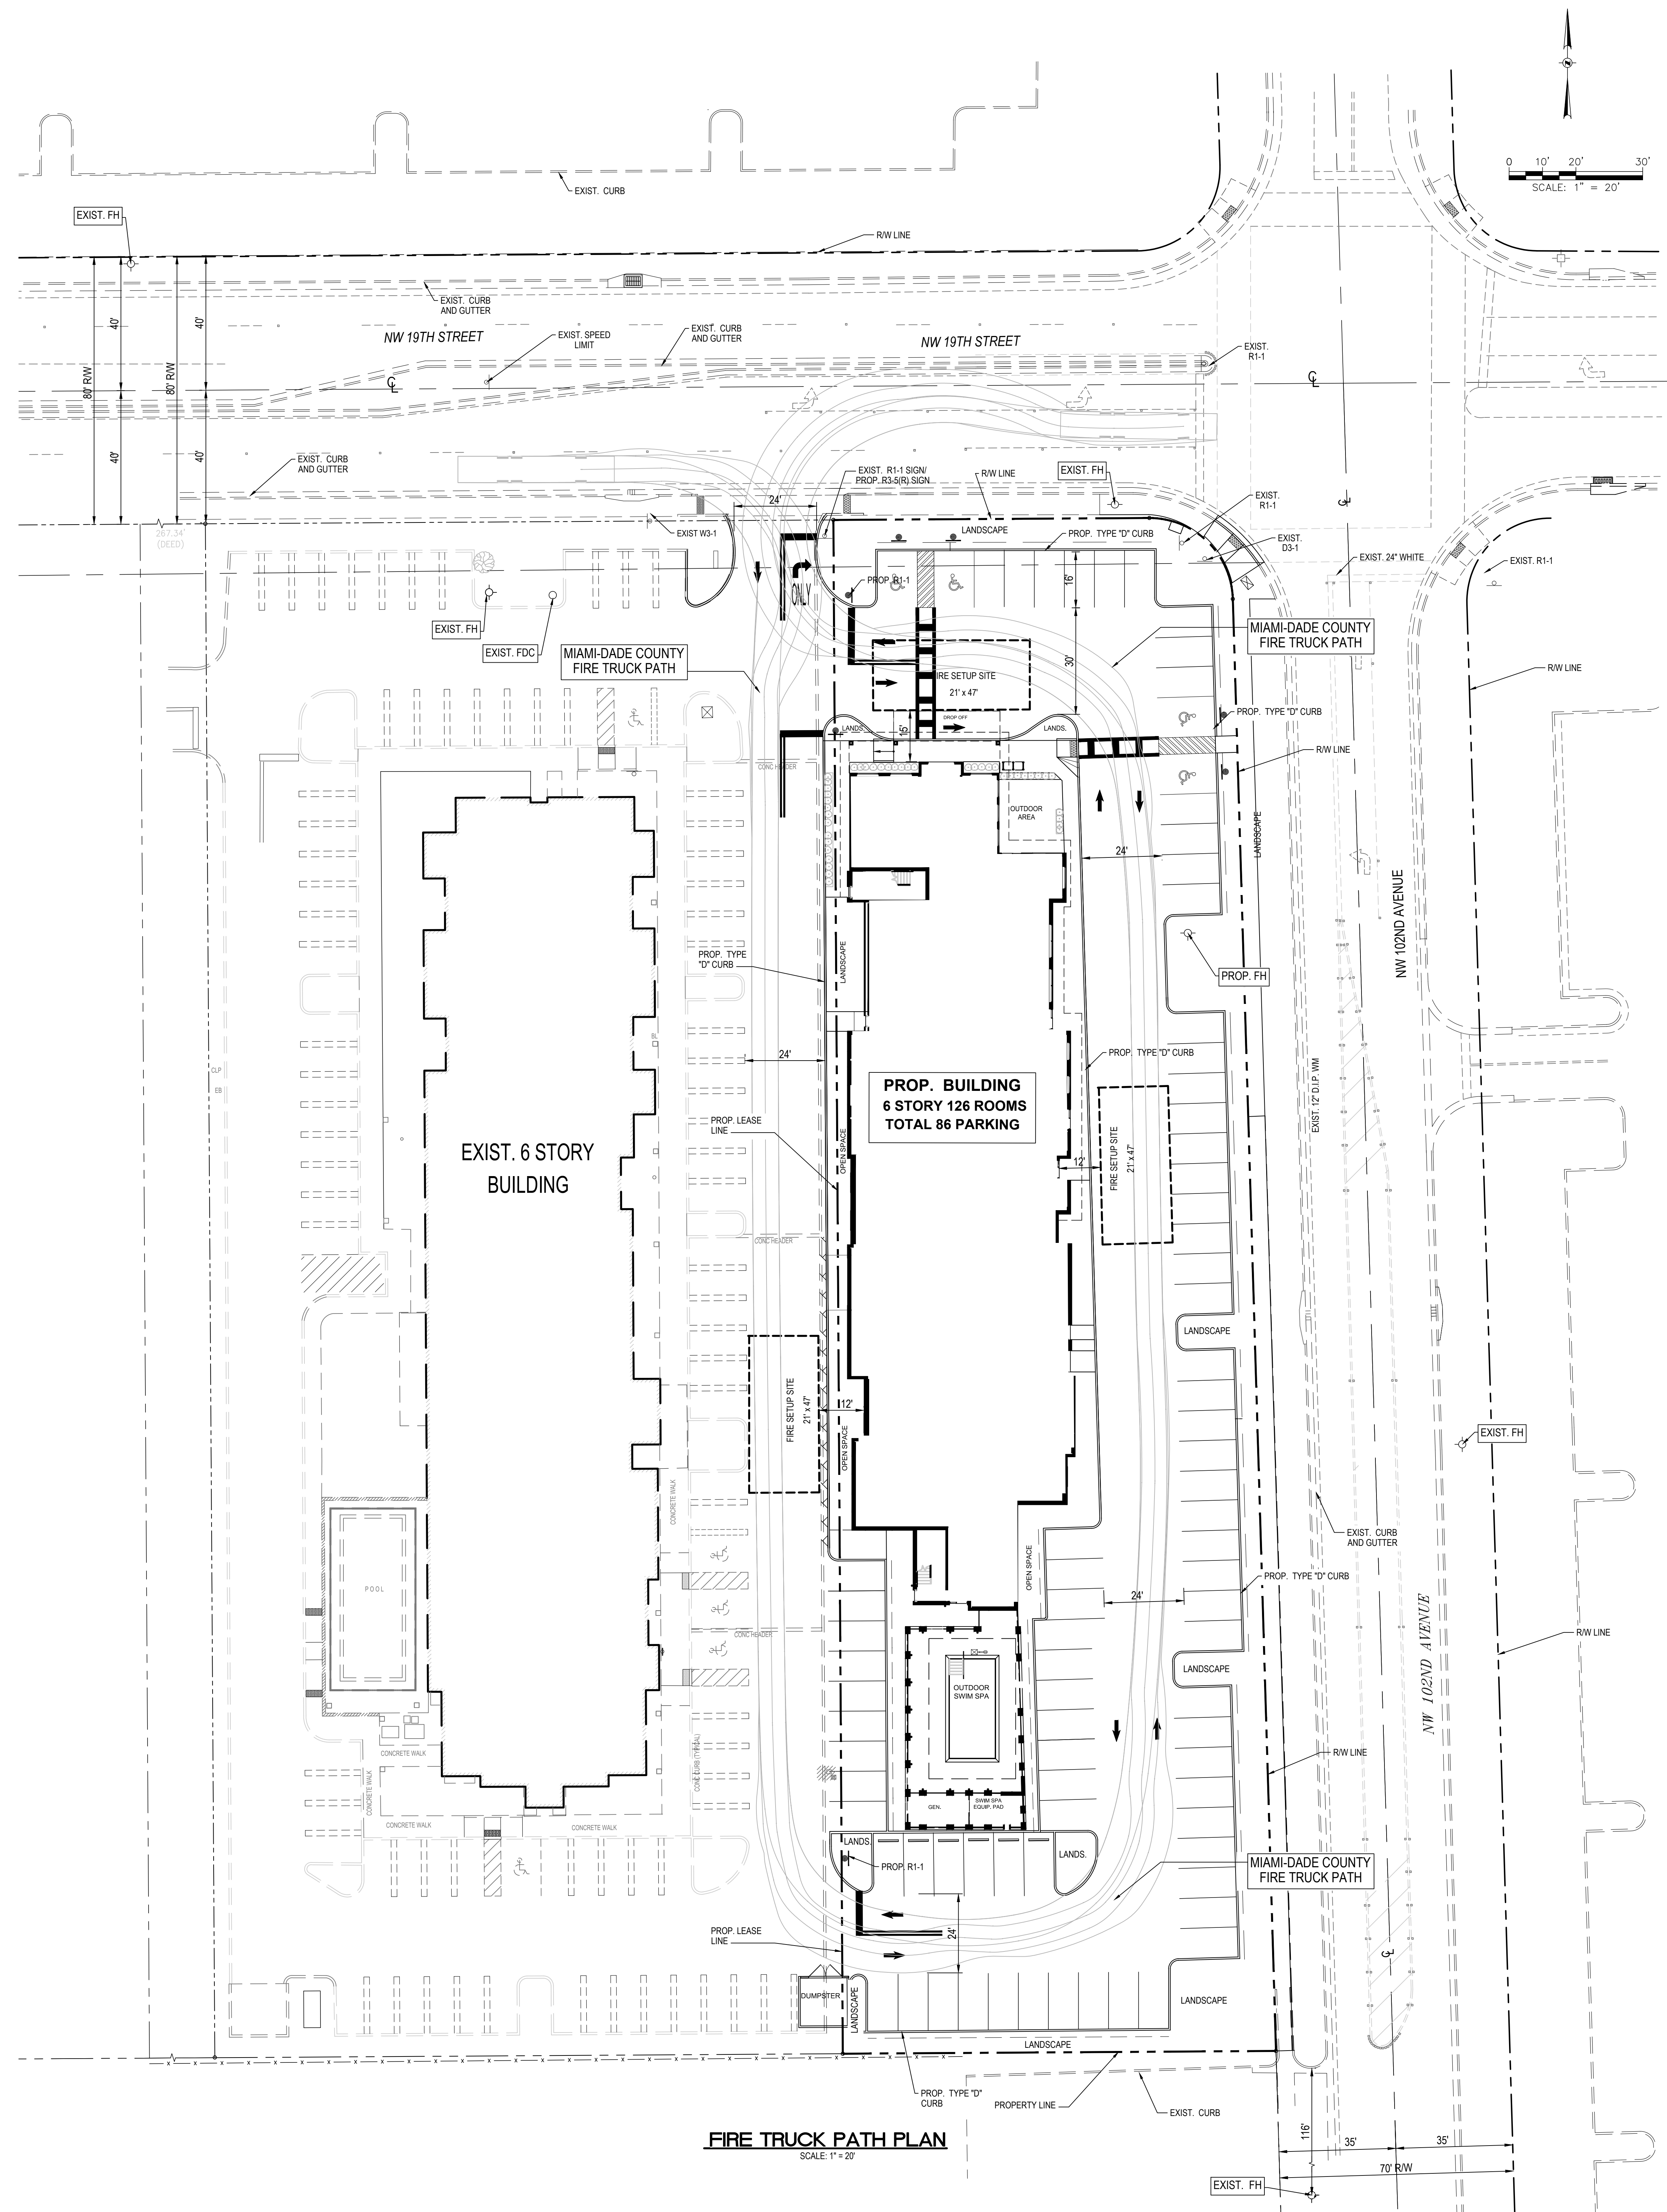 N
0 10' 20' 30'
SCALE: 1" = 20'
EXIST. CURB
EXIST. FH
R/W LINE
EXIST. CURB
AND GUTTER
NW 19TH STREET
EXIST. SPEED
LIMIT
EXIST. CURB
AND GUTTER
NW 19TH STREET
EXIST.
R1-1
40'
40'
80' R/W
80' R/W
40'
40'
CL
CL
EXIST. CURB
AND GUTTER
EXIST. R1-1 SIGN/
PROP. R3-5(R) SIGN
R/W LINE
EXIST. FH
EXIST.
R1-1
24'
267.34'
(DEED)
EXIST W3-1
LANDSCAPE
PROP. TYPE "D" CURB
EXIST.
D3-1
CL
EXIST. 24" WHITE
EXIST. R1-1
ONLY
PROP. R1-1
16'
EXIST. FH
EXIST. FDC
MIAMI-DADE COUNTY
FIRE TRUCK PATH
MIAMI-DADE COUNTY
FIRE TRUCK PATH
30'
R/W LINE
FIRE SETUP SITE
21' x 47'
DROP OFF
15'
LANDS.
LANDS.
PROP. TYPE "D" CURB
R/W LINE
CONC HEADER
OUTDOOR
AREA
LANDSCAPE
24'
NW 102ND AVENUE
PROP. TYPE
"D" CURB
LANDSCAPE
PROP. FH
BL
24'
PROP. TYPE "D" CURB
CLP
EB
PROP. BUILDING
6 STORY 126 ROOMS
TOTAL 86 PARKING
EXIST. 12" D.I.P. WM
PROP. LEASE
LINE
EXIST. 6 STORY
BUILDING
OPEN SPACE
12'
FIRE SETUP SITE
21' x 47'
CONC HEADER
LANDSCAPE
FIRE SETUP SITE
21' x 47'
12'
OPEN SPACE
EXIST. FH
CONCRETE WALK
EXIST. CURB
AND GUTTER
OPEN SPACE
POOL
PROP. TYPE "D" CURB
24'
CONC HEADER
NW 102ND AVENUE
R/W LINE
LANDSCAPE
OUTDOOR
SWIM SPA
CONCRETE WALK
CONC CURB (TYPICAL)
R/W LINE
CONCRETE WALK
GEN.
SWIM SPA
EQUIP, PAD
CONCRETE WALK
CONCRETE WALK
LANDS.
LANDS.
PROP. R1-1
MIAMI-DADE COUNTY
FIRE TRUCK PATH
PROP. LEASE
LINE
24'
CL
DUMPSTER
LANDSCAPE
LANDSCAPE
LANDSCAPE
PROP. TYPE "D"
CURB
PROPERTY LINE
EXIST. CURB
116'
35'
35'
70' R/W
EXIST. FH
FIRE TRUCK PATH PLAN
SCALE: 1" = 20'